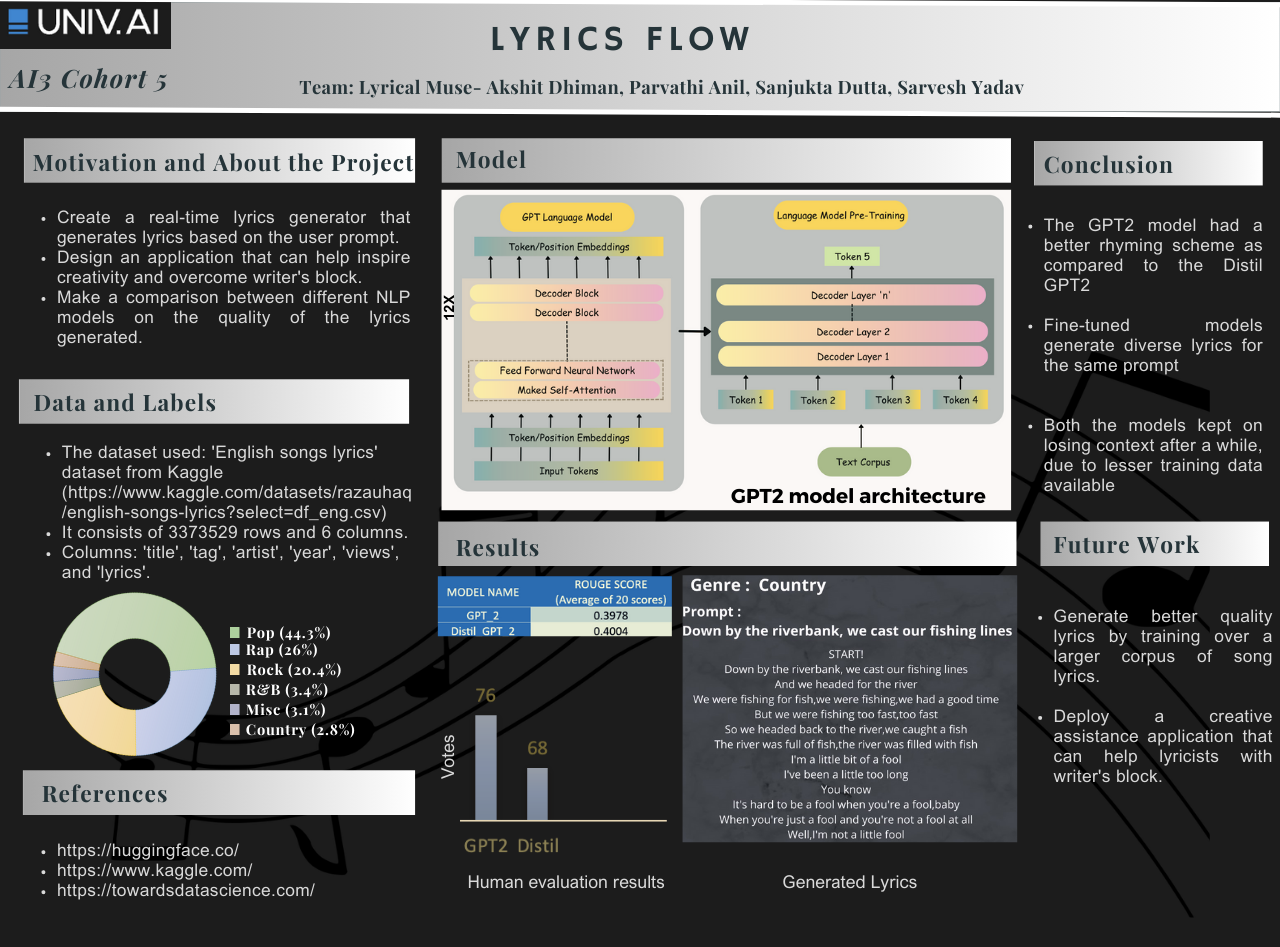 UNIV.AI
LYRICS FLOW
AI3 Cohort 5
Team: Lyrical Muse- Akshit Dhiman, Parvathi Anil, Sanjukta Dutta, Sarvesh Yadav
Motivation and About the Project
• Create a real-time lyrics generator that
generates lyrics based on the user prompt.
• Design an application that can help inspire
creativity and overcome writer's block.
• Make a comparison between different NLP
models on the quality of the lyrics
generated.
Data and Labels
• The dataset used: 'English songs lyrics'
dataset from Kaggle
(https://www.kaggle.com/datasets/razauhaq
/english-songs-lyrics?select=df_eng.csv)
• It consists of 3373529 rows and 6 columns.
• Columns: 'title', 'tag', 'artist', 'year', 'views',
and 'lyrics'.
Pop (44.3%)
Rap (26%)
Rock (20.4%)
R&B (3.4%)
Misc (3.1%)
Country (2.8%)
References
• https://huggingface.co/
• https://www.kaggle.com/
• https://towardsdatascience.com/
Model
GPT Language Model
Token/Position Embeddings
12X
Decoder Block
Decoder Block
Feed Forward Neural Network
Maked Self-Attention
Token/Position Embeddings
Input Tokens
Language Model Pre-Training
Token 5
Decoder Layer 'n'
Decoder Layer 2
Decoder Layer 1
Token 1 Token 2 Token 3 Token 4
Text Corpus
GPT2 model architecture
Results
MODEL NAME
ROUGE SCORE
(Average of 20 scores)
GPT_2 0.3978
Distil GPT 2 0.4004
76
68
Votes
GPT2 Distil
Human evaluation results
Genre : Country
Prompt :
Down by the riverbank, we cast our fishing lines
START!
Down by the riverbank, we cast our fishing lines
And we headed for the river
We were fishing for fish,we were fishing,we had a good time
But we were fishing too fast,too fast
So we headed back to the river,we caught a fish
The river was full of fish,the river was filled with fish
I'm a little bit of a fool
I've been a little too long
You know
It's hard to be a fool when you're a fool,baby
When you're just a fool and you're not a fool at all
Well,I'm not a little fool
Generated Lyrics
Conclusion
• The GPT2 model had a
better rhyming scheme as
compared to the Distil
GPT2
• Fine-tuned models
generate diverse lyrics for
the same prompt
• Both the models kept on
losing context after a while,
due to lesser training data
available
Future Work
• Generate better quality
lyrics by training over a
larger corpus of song
lyrics.
• Deploy a creative
assistance application that
can help lyricists with
writer's block.